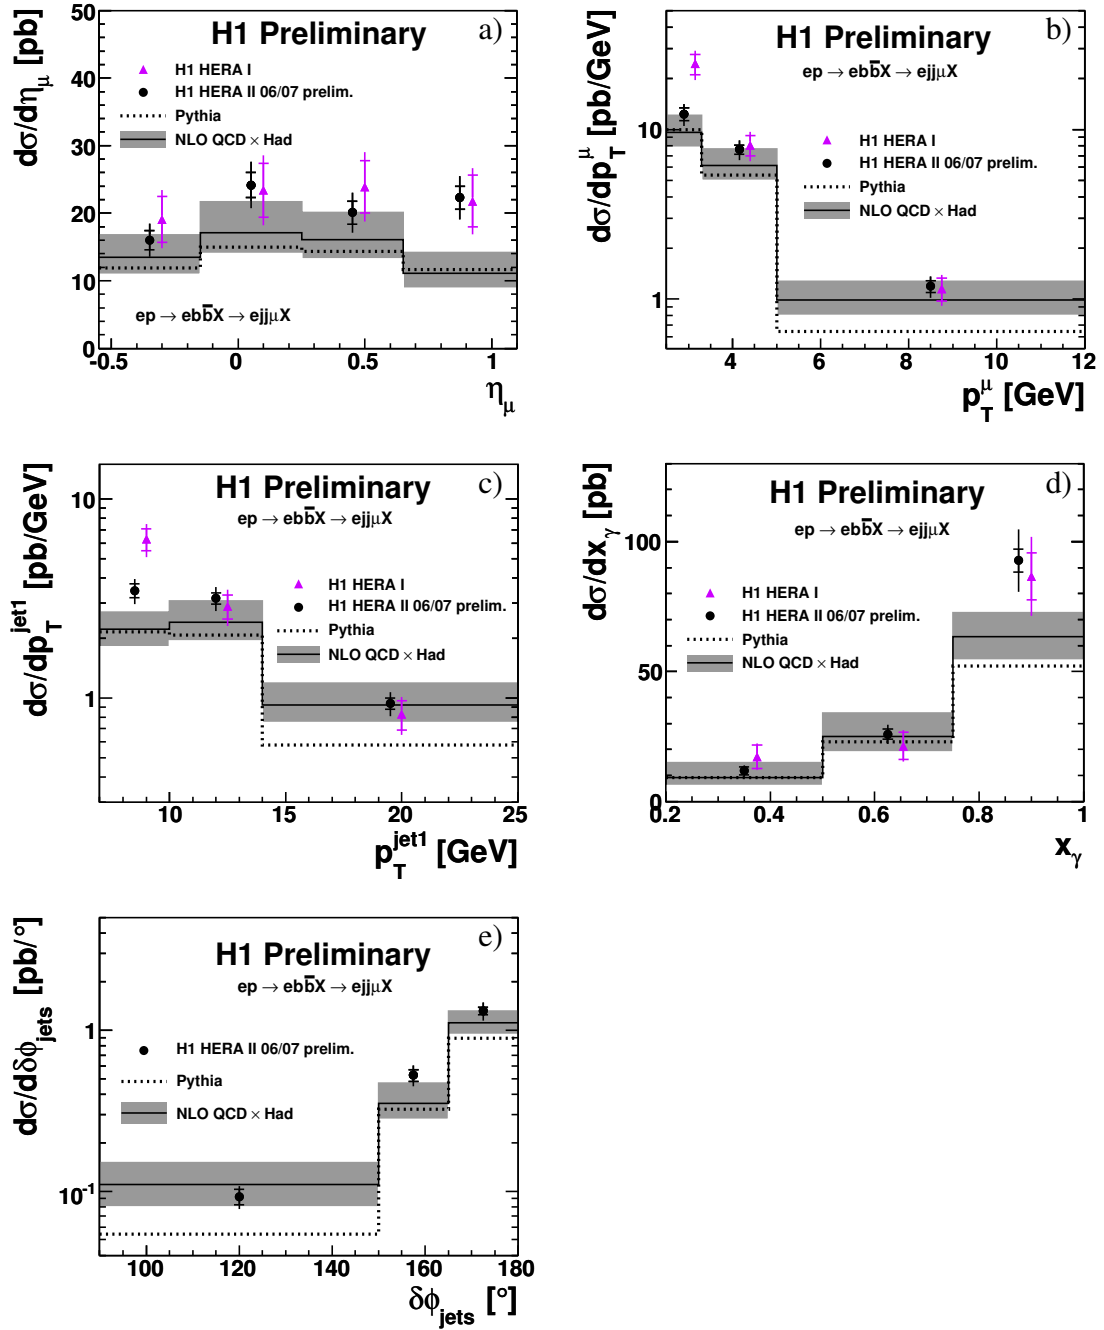 a)
H1 Preliminary
dσ/dη_μ [pb]
50
40
30
20
10
0
H1 HERA I
H1 HERA II 06/07 prelim.
Pythia
NLO QCD × Had
ep → ebb̅X → ejjμX
-0.5 0 0.5 1
η_μ
b)
H1 Preliminary
ep → ebb̅X → ejjμX
dσ/dp_T^μ [pb/GeV]
10
1
H1 HERA I
H1 HERA II 06/07 prelim.
Pythia
NLO QCD × Had
4 6 8 10 12
p_T^μ [GeV]
c)
H1 Preliminary
ep → ebb̅X → ejjμX
dσ/dp_T^jet1 [pb/GeV]
10
1
H1 HERA I
H1 HERA II 06/07 prelim.
Pythia
NLO QCD × Had
10 15 20 25
p_T^jet1 [GeV]
d)
H1 Preliminary
ep → ebb̅X → ejjμX
dσ/dx_γ [pb]
100
50
0
H1 HERA I
H1 HERA II 06/07 prelim.
Pythia
NLO QCD × Had
0.2 0.4 0.6 0.8 1
x_γ
e)
H1 Preliminary
ep → ebb̅X → ejjμX
dσ/dδϕ_jets [pb/°]
1
10^-1
H1 HERA II 06/07 prelim.
Pythia
NLO QCD × Had
100 120 140 160 180
δϕ_jets [°]